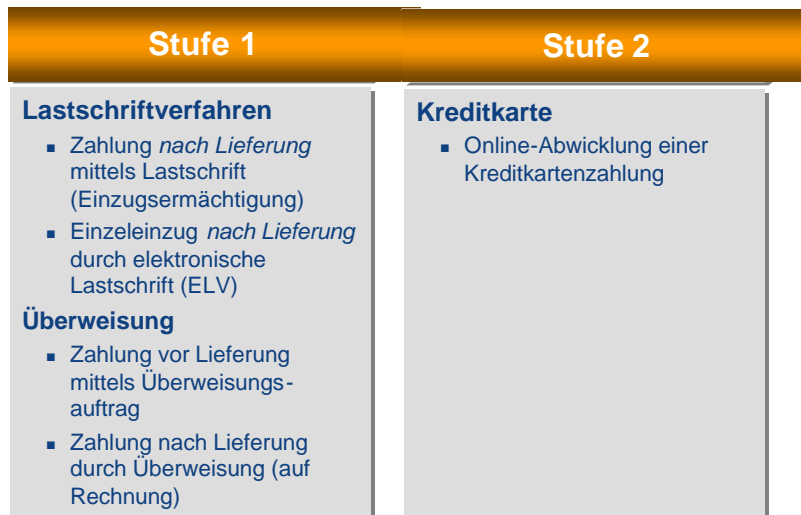 Stufe 1
Lastschriftverfahren
▪ Zahlung nach Lieferung
mittels Lastschrift
(Einzugsermächtigung)
▪ Einzeleinzug nach Lieferung
durch elektronische
Lastschrift (ELV)
Überweisung
▪ Zahlung vor Lieferung
mittels Überweisungs-
auftrag
▪ Zahlung nach Lieferung
durch Überweisung (auf
Rechnung)
Stufe 2
Kreditkarte
▪ Online-Abwicklung einer
Kreditkartenzahlung